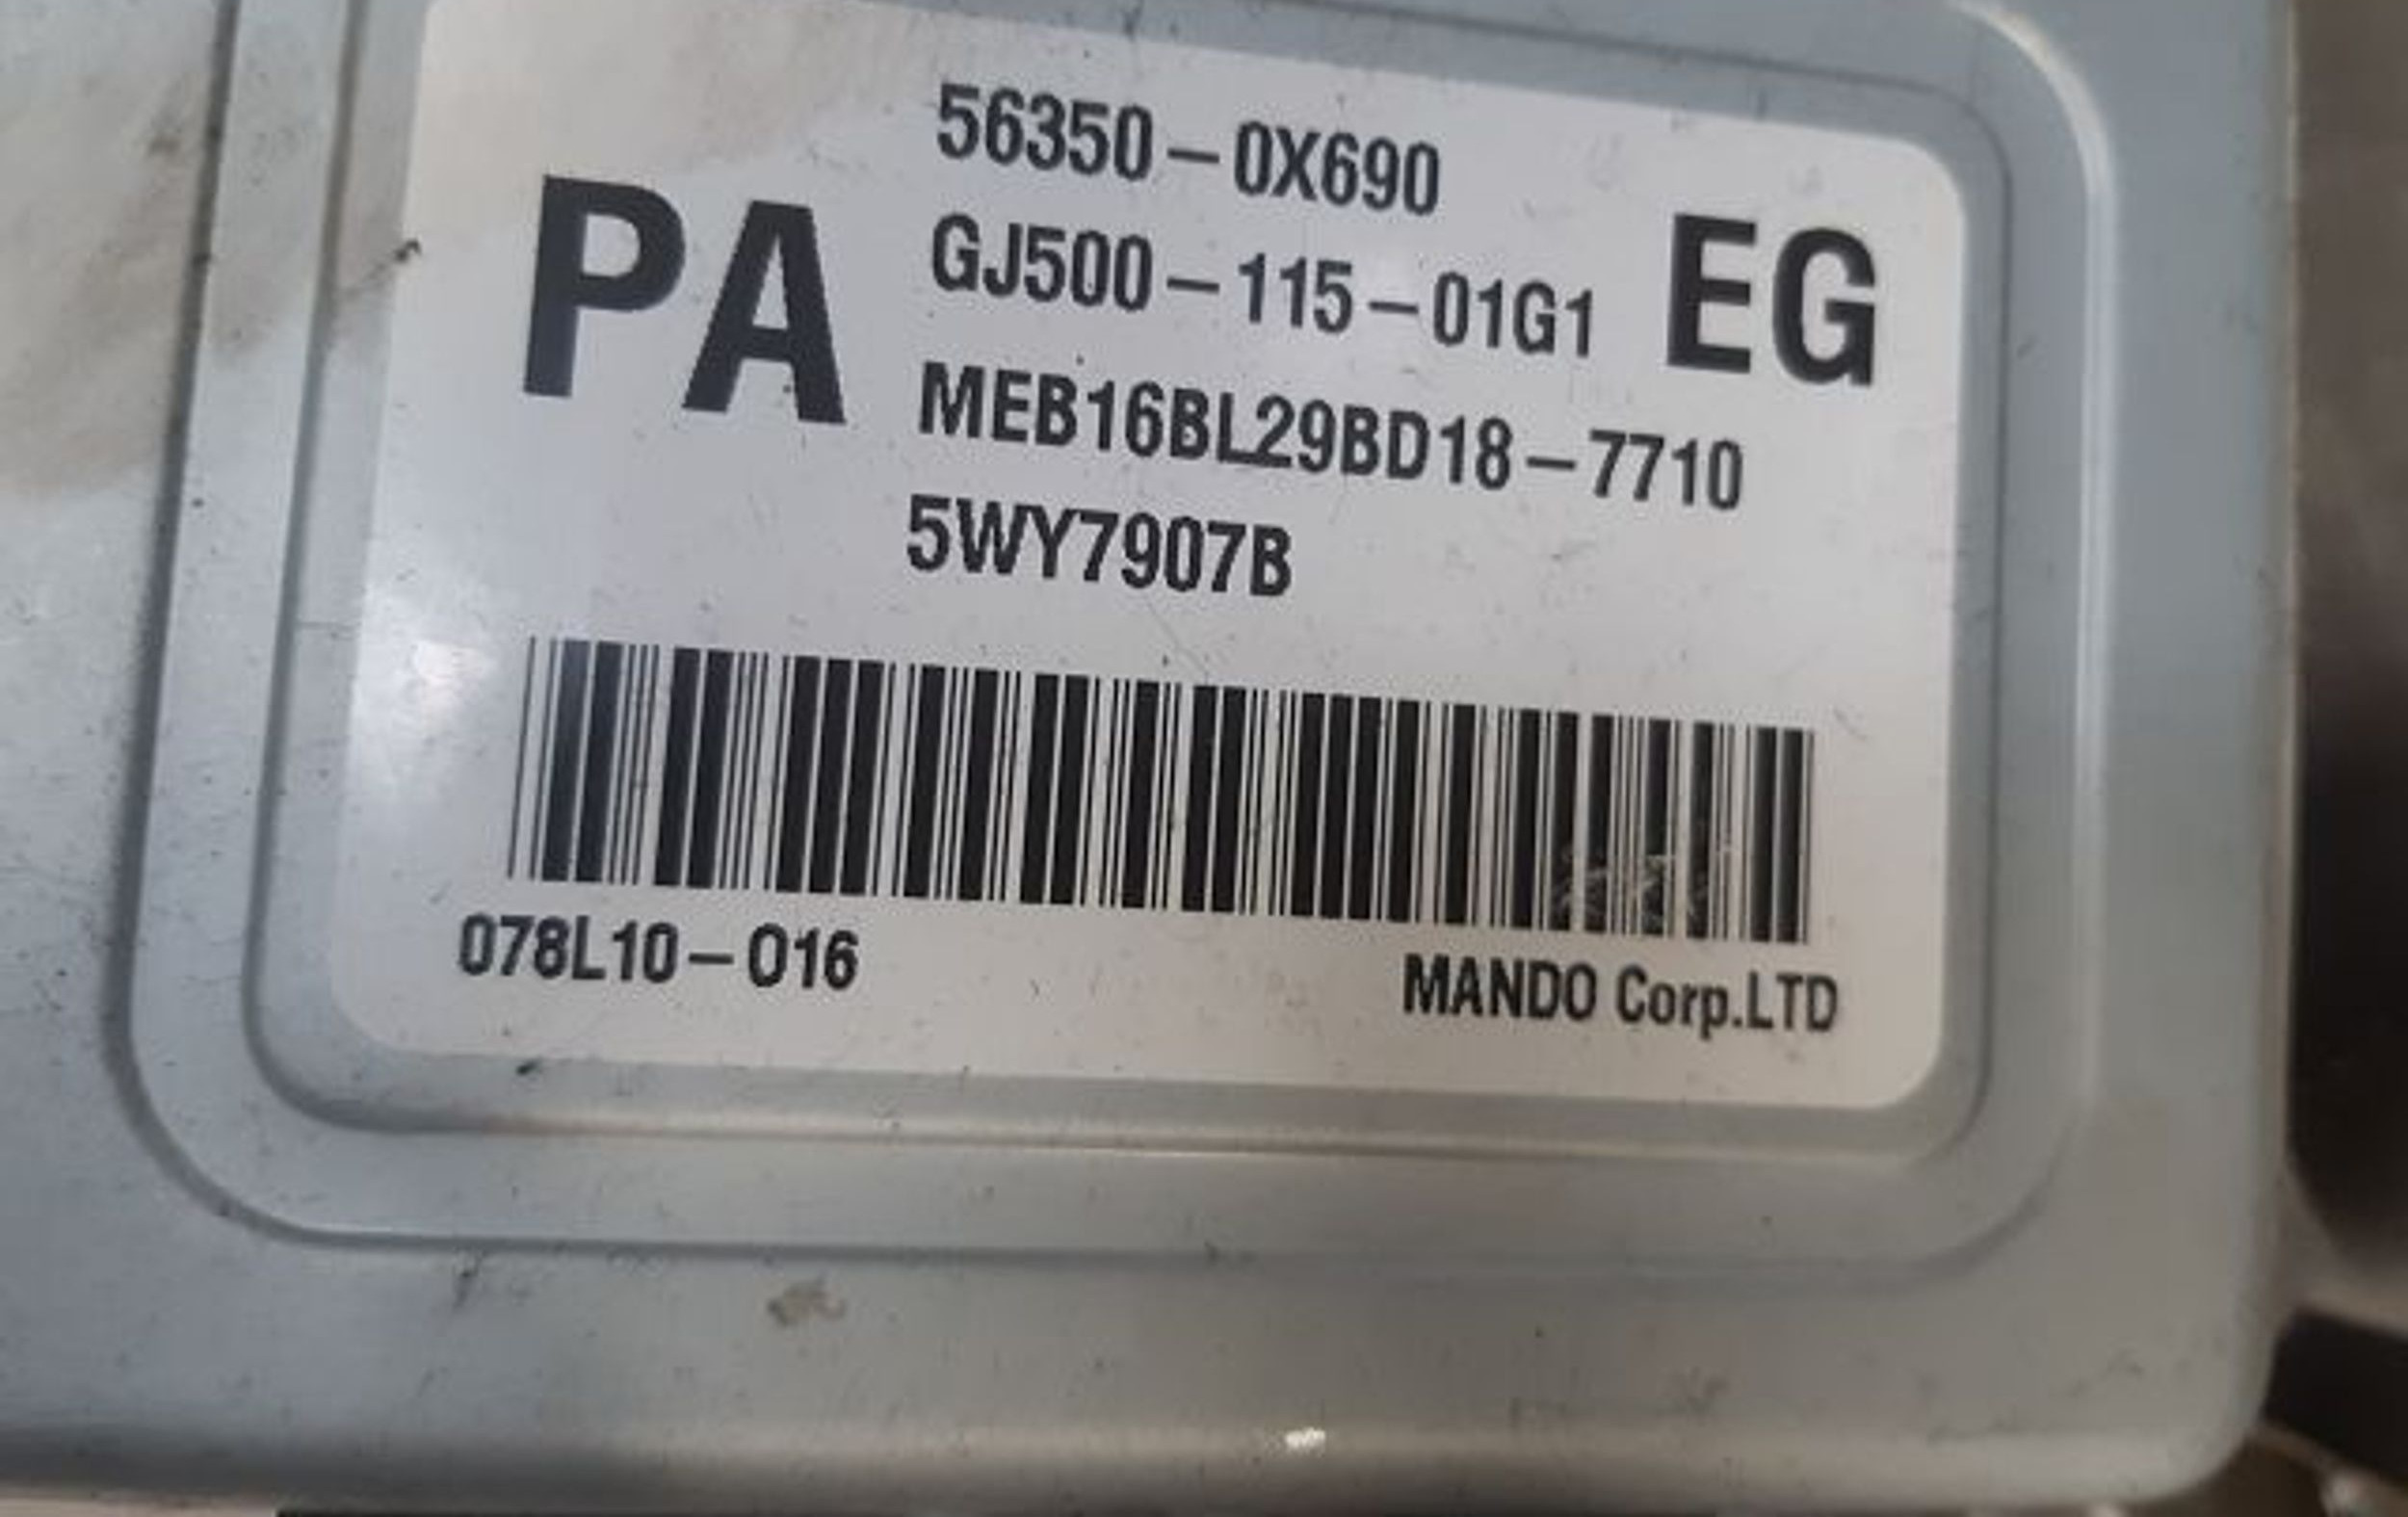 56350-0X690
PA GJ500-115-01G1 EG
MEB16BL29BD18-7710
5WY7907B
078L10-016 MANDO Corp.LTD